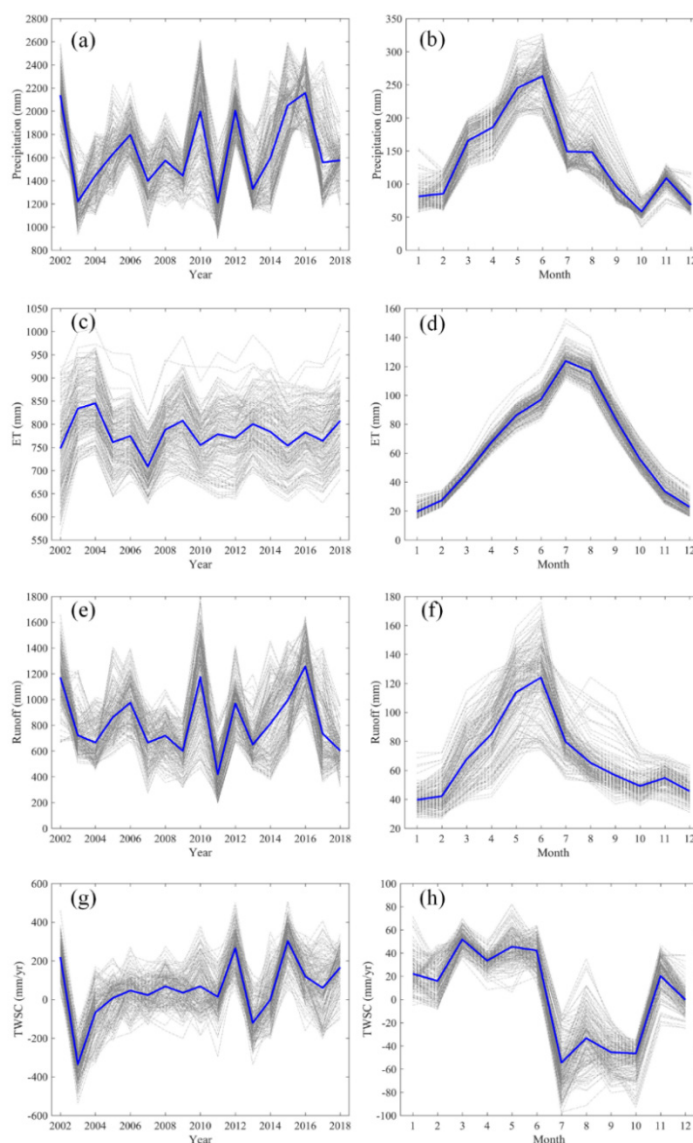 (a)
Precipitation (mm)
2800
2600
2400
2200
2000
1800
1600
1400
1200
1000
800
2002 2004 2006 2008 2010 2012 2014 2016 2018
Year
(b)
Precipitation (mm)
350
300
250
200
150
100
50
0
1 2 3 4 5 6 7 8 9 10 11 12
Month
(c)
ET (mm)
1050
1000
950
900
850
800
750
700
650
600
550
2002 2004 2006 2008 2010 2012 2014 2016 2018
Year
(d)
ET (mm)
160
140
120
100
80
60
40
20
0
1 2 3 4 5 6 7 8 9 10 11 12
Month
(e)
Runoff (mm)
1800
1600
1400
1200
1000
800
600
400
200
0
2002 2004 2006 2008 2010 2012 2014 2016 2018
Year
(f)
Runoff (mm)
180
160
140
120
100
80
60
40
20
1 2 3 4 5 6 7 8 9 10 11 12
Month
(g)
TWSC (mm/yr)
600
400
200
0
-200
-400
-600
2002 2004 2006 2008 2010 2012 2014 2016 2018
Year
(h)
TWSC (mm/yr)
100
80
60
40
20
0
-20
-40
-60
-80
-100
1 2 3 4 5 6 7 8 9 10 11 12
Month